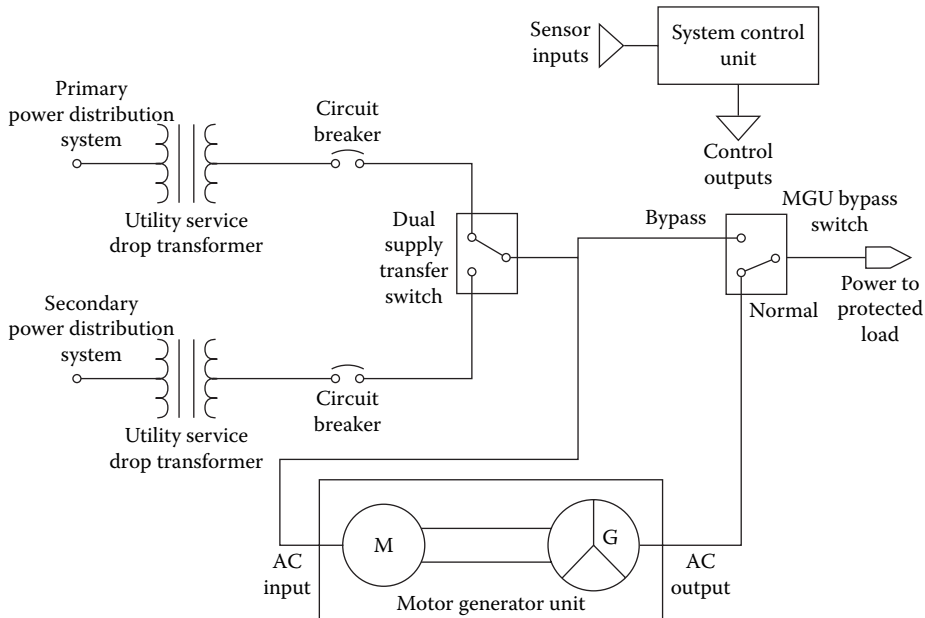 Sensor
inputs
System control
unit
Control
outputs
Primary
power distribution
system
Circuit
breaker
Utility service
drop transformer
Dual
supply
transfer
switch
Bypass
MGU bypass
switch
Normal
Power to
protected
load
Secondary
power distribution
system
Circuit
breaker
Utility service
drop transformer
AC
input
M
G
AC
output
Motor generator unit